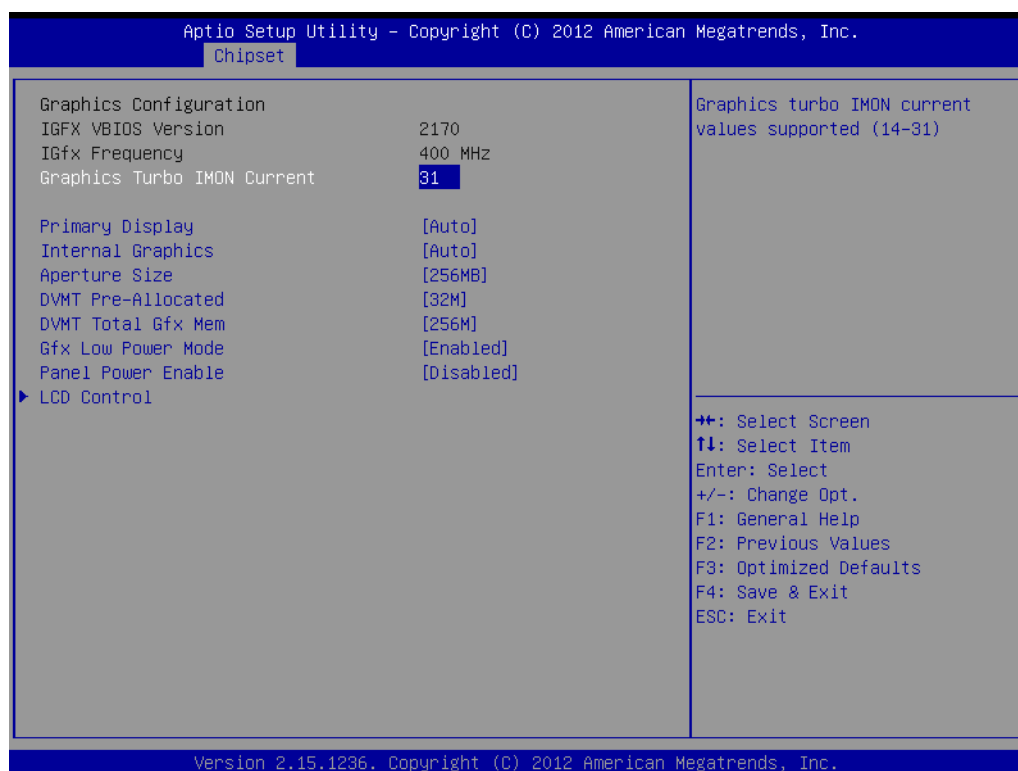 Aptio Setup Utility – Copyright (C) 2012 American Megatrends, Inc.
Chipset
Graphics Configuration
IGFX VBIOS Version 2170
IGfx Frequency 400 MHz
Graphics Turbo IMON Current 31
Primary Display [Auto]
Internal Graphics [Auto]
Aperture Size [256MB]
DVMT Pre-Allocated [32M]
DVMT Total Gfx Mem [256M]
Gfx Low Power Mode [Enabled]
Panel Power Enable [Disabled]
▶ LCD Control
Graphics turbo IMON current
values supported (14-31)
→←: Select Screen
↑↓: Select Item
Enter: Select
+/-: Change Opt.
F1: General Help
F2: Previous Values
F3: Optimized Defaults
F4: Save & Exit
ESC: Exit
Version 2.15.1236. Copyright (C) 2012 American Megatrends, Inc.